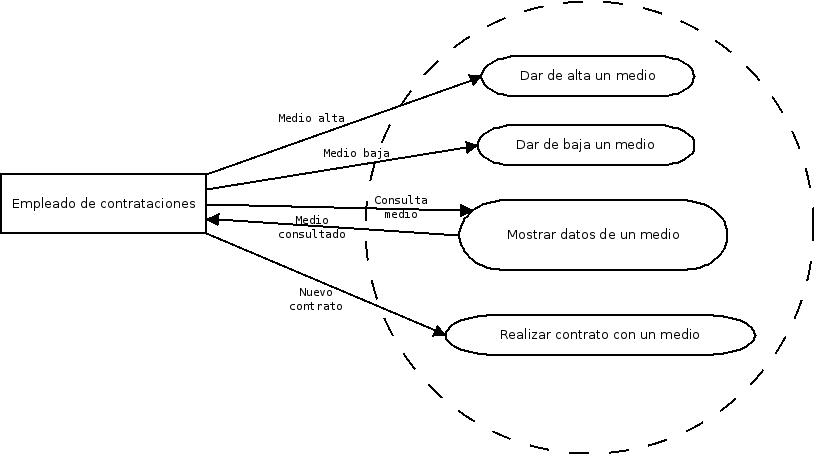 Dar de alta un medio
Medio alta
Dar de baja un medio
Medio baja
Empleado de contrataciones
Consulta
medio
Medio
consultado
Mostrar datos de un medio
Nuevo
contrato
Realizar contrato con un medio